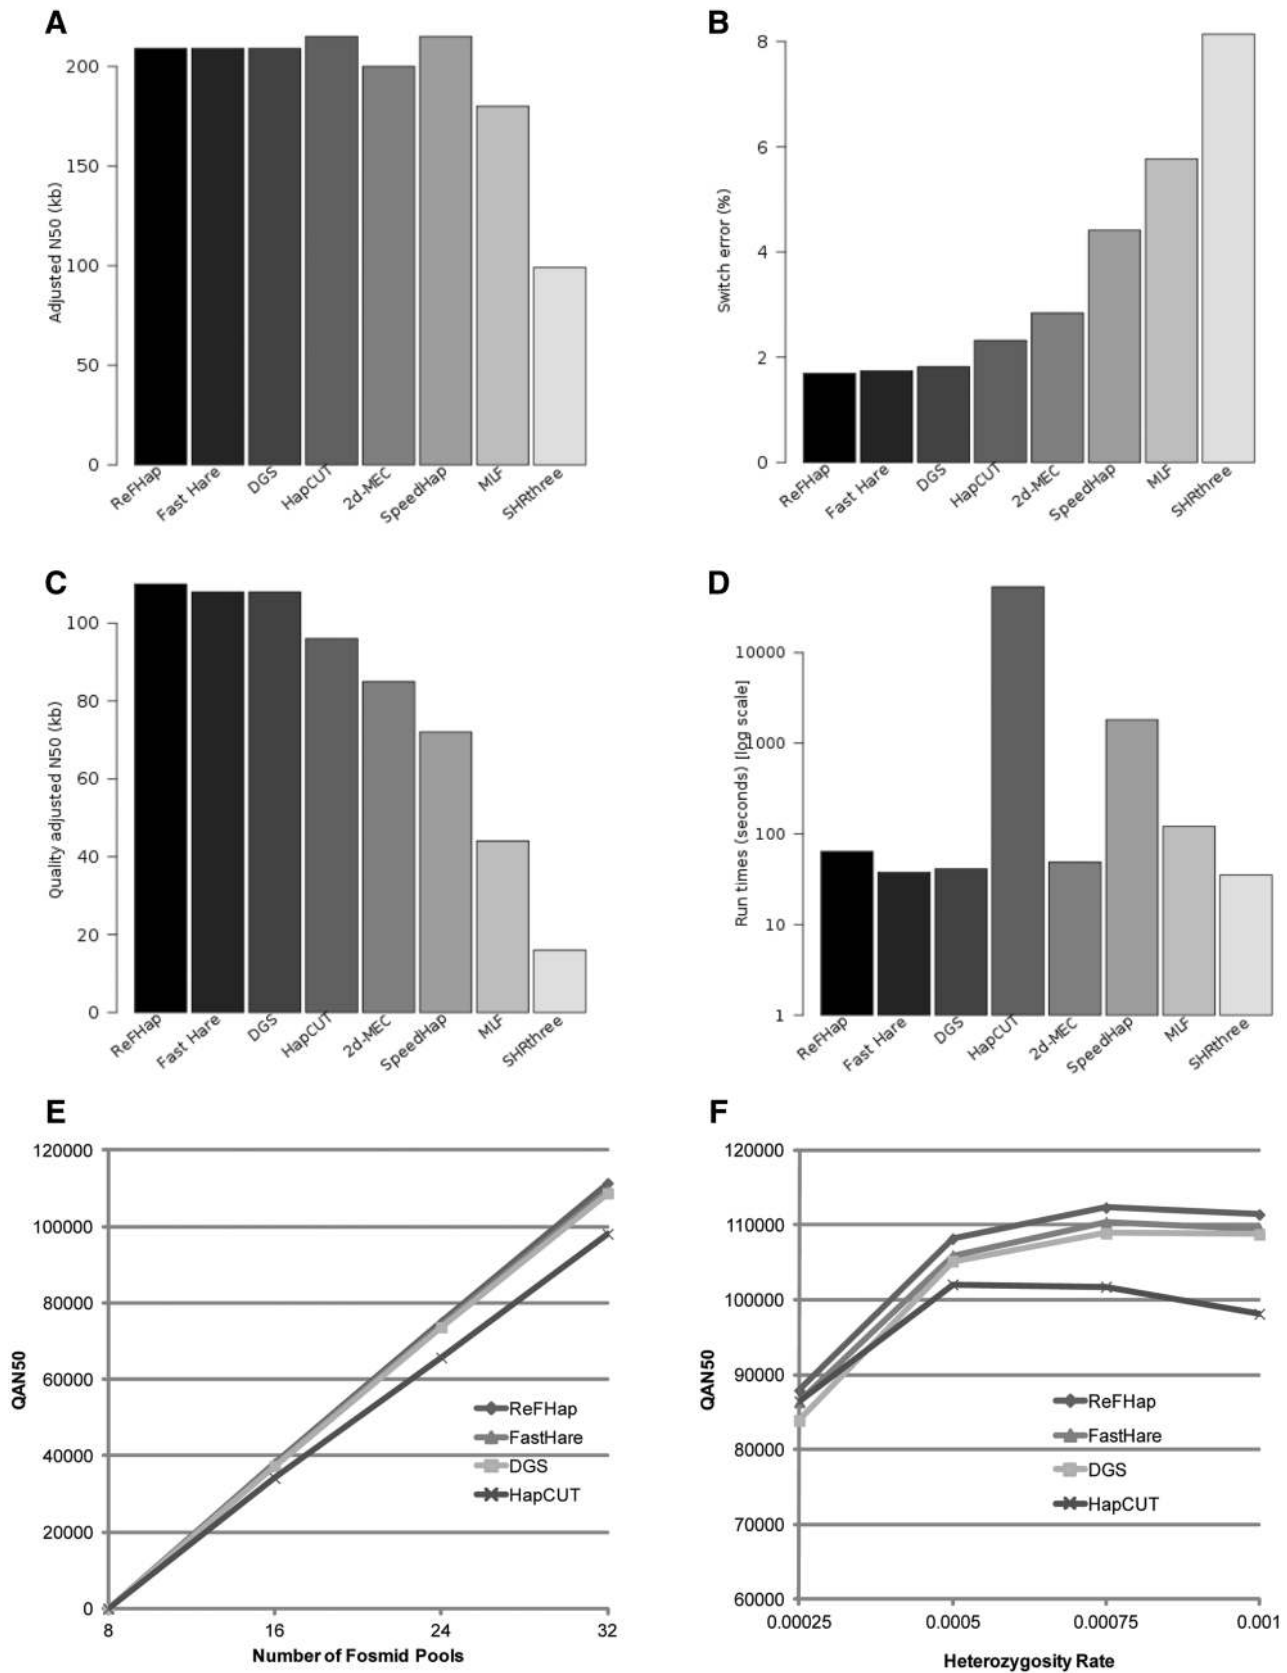 A
Adjusted N50 (kb)
200
150
100
50
0
ReFHap
Fast Hare
DGS
HapCUT
2d-MEC
SpeedHap
MLF
SHRthree
B
Switch error (%)
8
6
4
2
0
ReFHap
Fast Hare
DGS
HapCUT
2d-MEC
SpeedHap
MLF
SHRthree
C
Quality adjusted N50 (kb)
100
80
60
40
20
0
ReFHap
Fast Hare
DGS
HapCUT
2d-MEC
SpeedHap
MLF
SHRthree
D
Run times (seconds) [log scale]
10000
1000
100
10
1
ReFHap
Fast Hare
DGS
HapCUT
2d-MEC
SpeedHap
MLF
SHRthree
E
QAN50
120000
100000
80000
60000
40000
20000
0
ReFHap
FastHare
DGS
HapCUT
8 16 24 32
Number of Fosmid Pools
F
QAN50
120000
110000
100000
90000
80000
70000
60000
ReFHap
FastHare
DGS
HapCUT
0.00025 0.0005 0.00075 0.001
Heterozygosity Rate